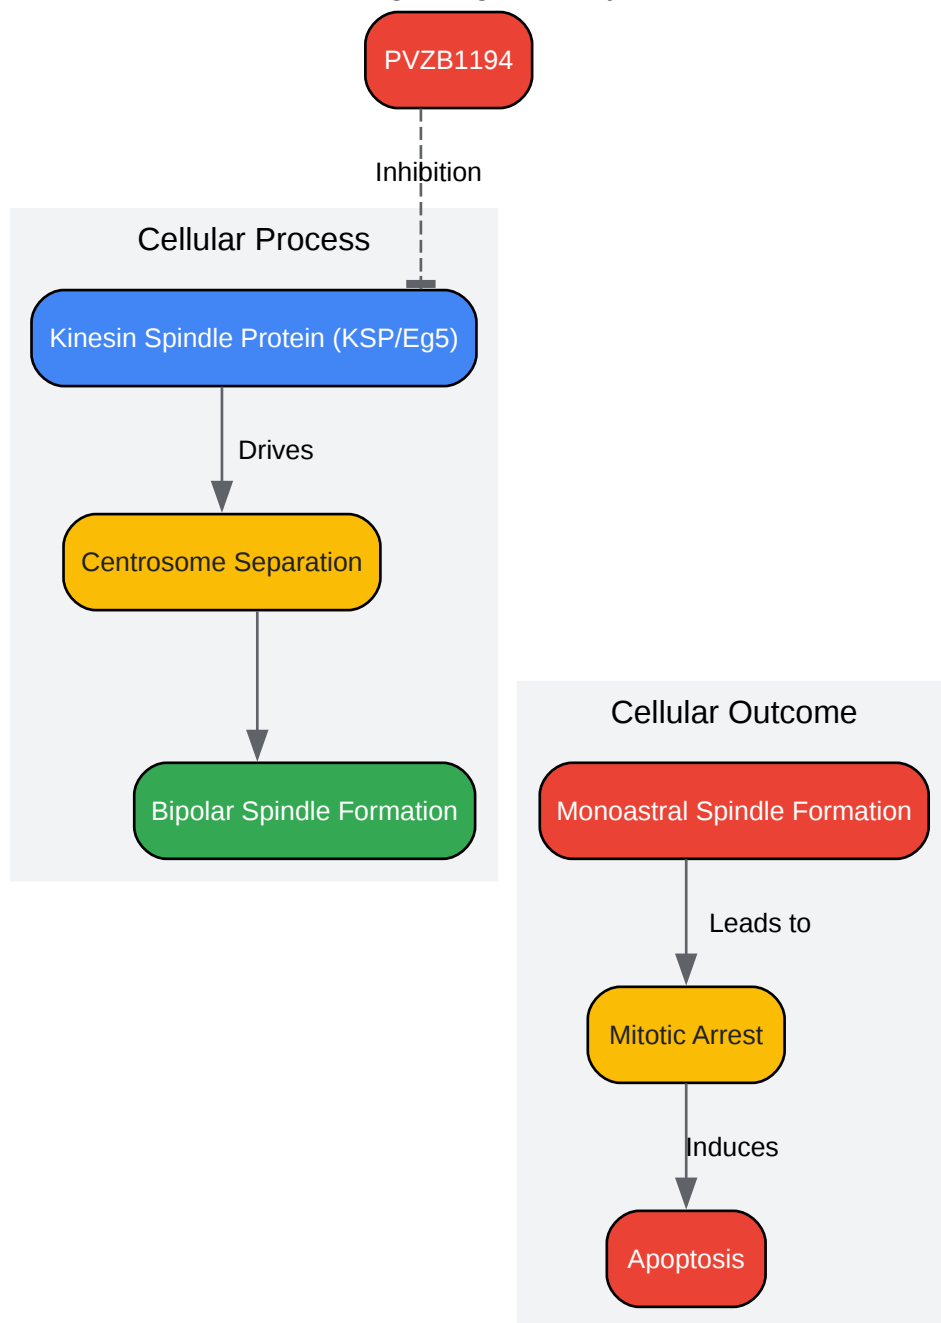 PVZB1194
Inhibition
Cellular Process
Kinesin Spindle Protein (KSP/Eg5)
Drives
Centrosome Separation
Bipolar Spindle Formation
Cellular Outcome
Monoastral Spindle Formation
Leads to
Mitotic Arrest
Induces
Apoptosis